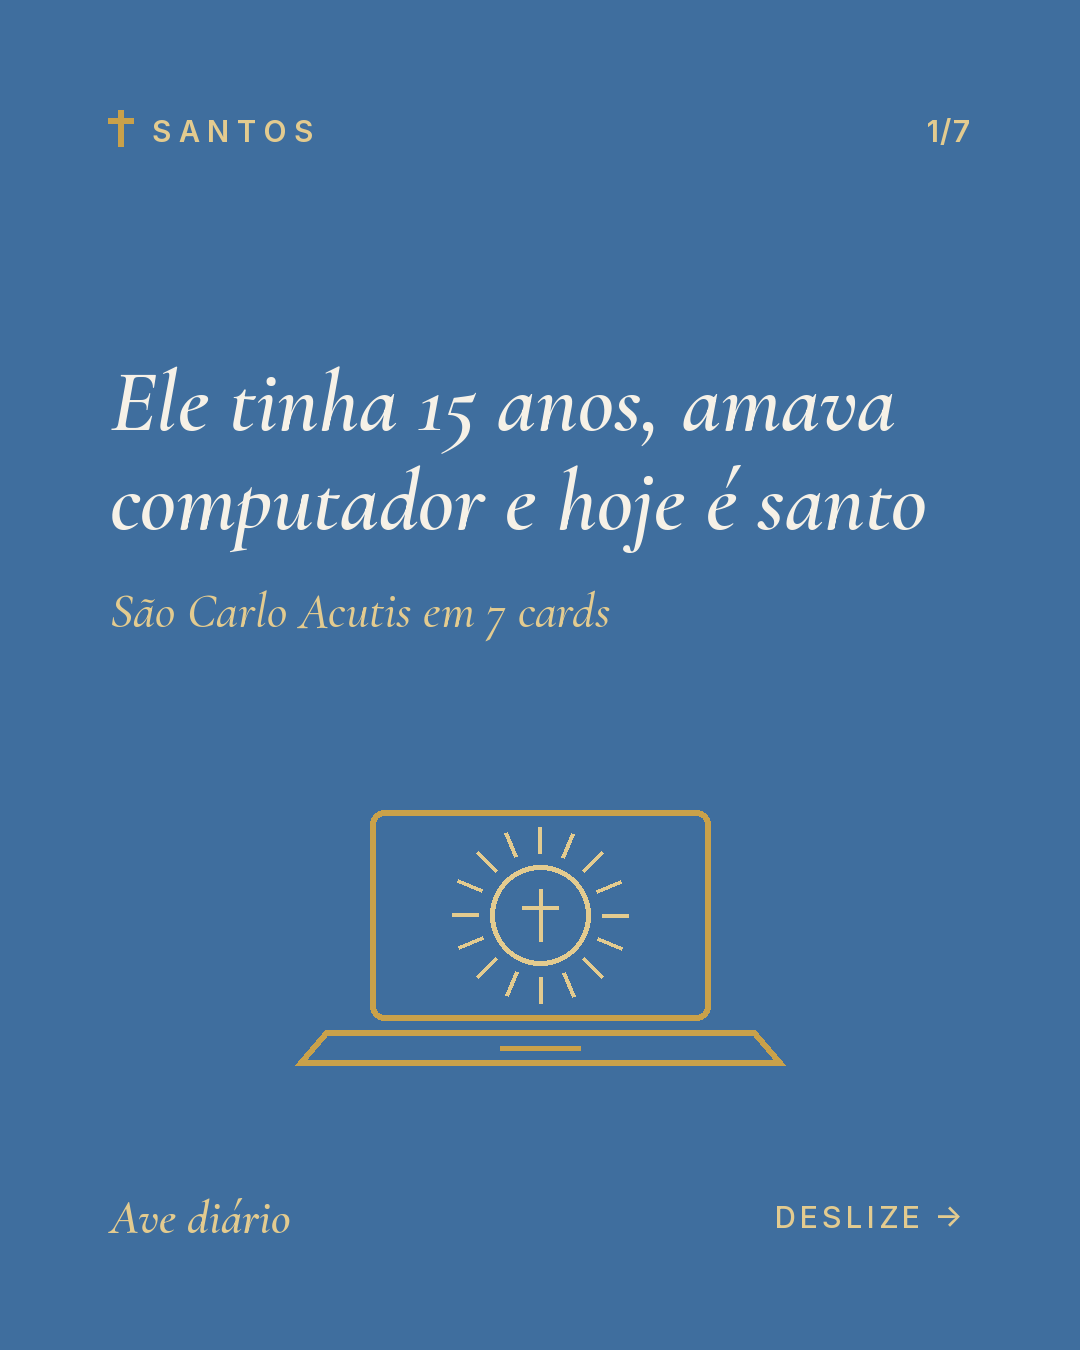 SANTOS
1/7
Ele tinha 15 anos, amava
computador e hoje é santo
São Carlo Acutis em 7 cards
Ave diário
DESLIZE →